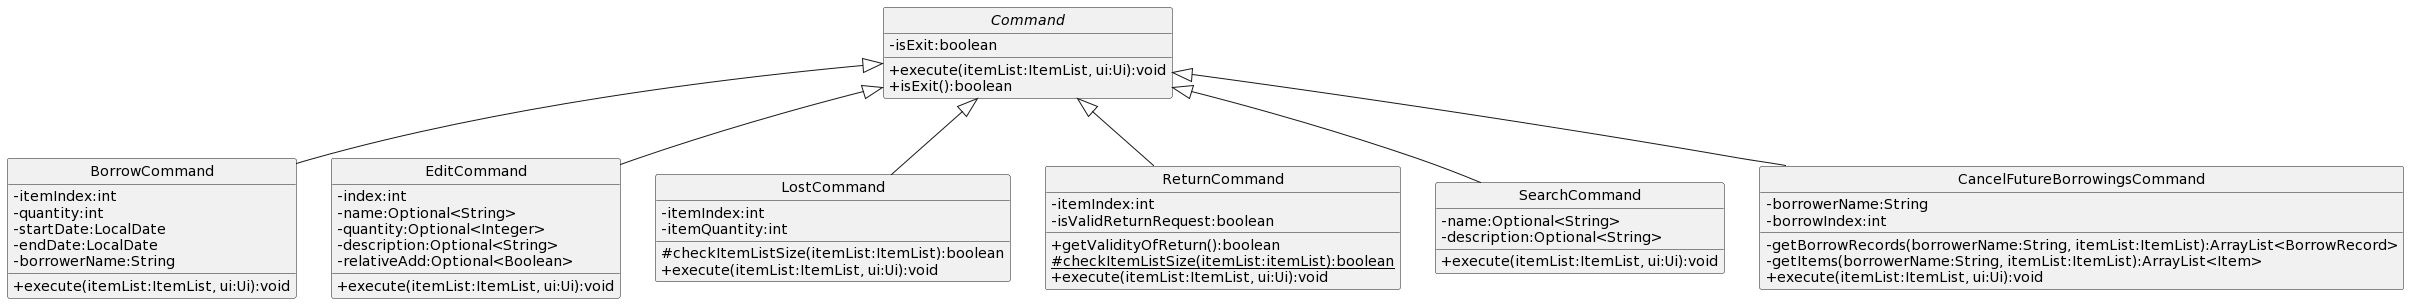 Command
-isExit:boolean
+execute(itemList:ItemList, ui:Ui):void
+isExit():boolean
BorrowCommand
-itemIndex:int
-quantity:int
-startDate:LocalDate
-endDate:LocalDate
-borrowerName:String
+execute(itemList:ItemList, ui:Ui):void
EditCommand
-index:int
-name:Optional<String>
-quantity:Optional<Integer>
-description:Optional<String>
-relativeAdd:Optional<Boolean>
+execute(itemList:ItemList, ui:Ui):void
LostCommand
-itemIndex:int
-itemQuantity:int
#checkItemListSize(itemList:ItemList):boolean
+execute(itemList:ItemList, ui:Ui):void
ReturnCommand
-itemIndex:int
-isValidReturnRequest:boolean
+getValidityOfReturn():boolean
#checkItemListSize(itemList:itemList):boolean
+execute(itemList:ItemList, ui:Ui):void
SearchCommand
-name:Optional<String>
-description:Optional<String>
+execute(itemList:ItemList, ui:Ui):void
CancelFutureBorrowingsCommand
-borrowerName:String
-borrowIndex:int
-getBorrowRecords(borrowerName:String, itemList:ItemList):ArrayList<BorrowRecord>
-getItems(borrowerName:String, itemList:ItemList):ArrayList<Item>
+execute(itemList:ItemList, ui:Ui):void